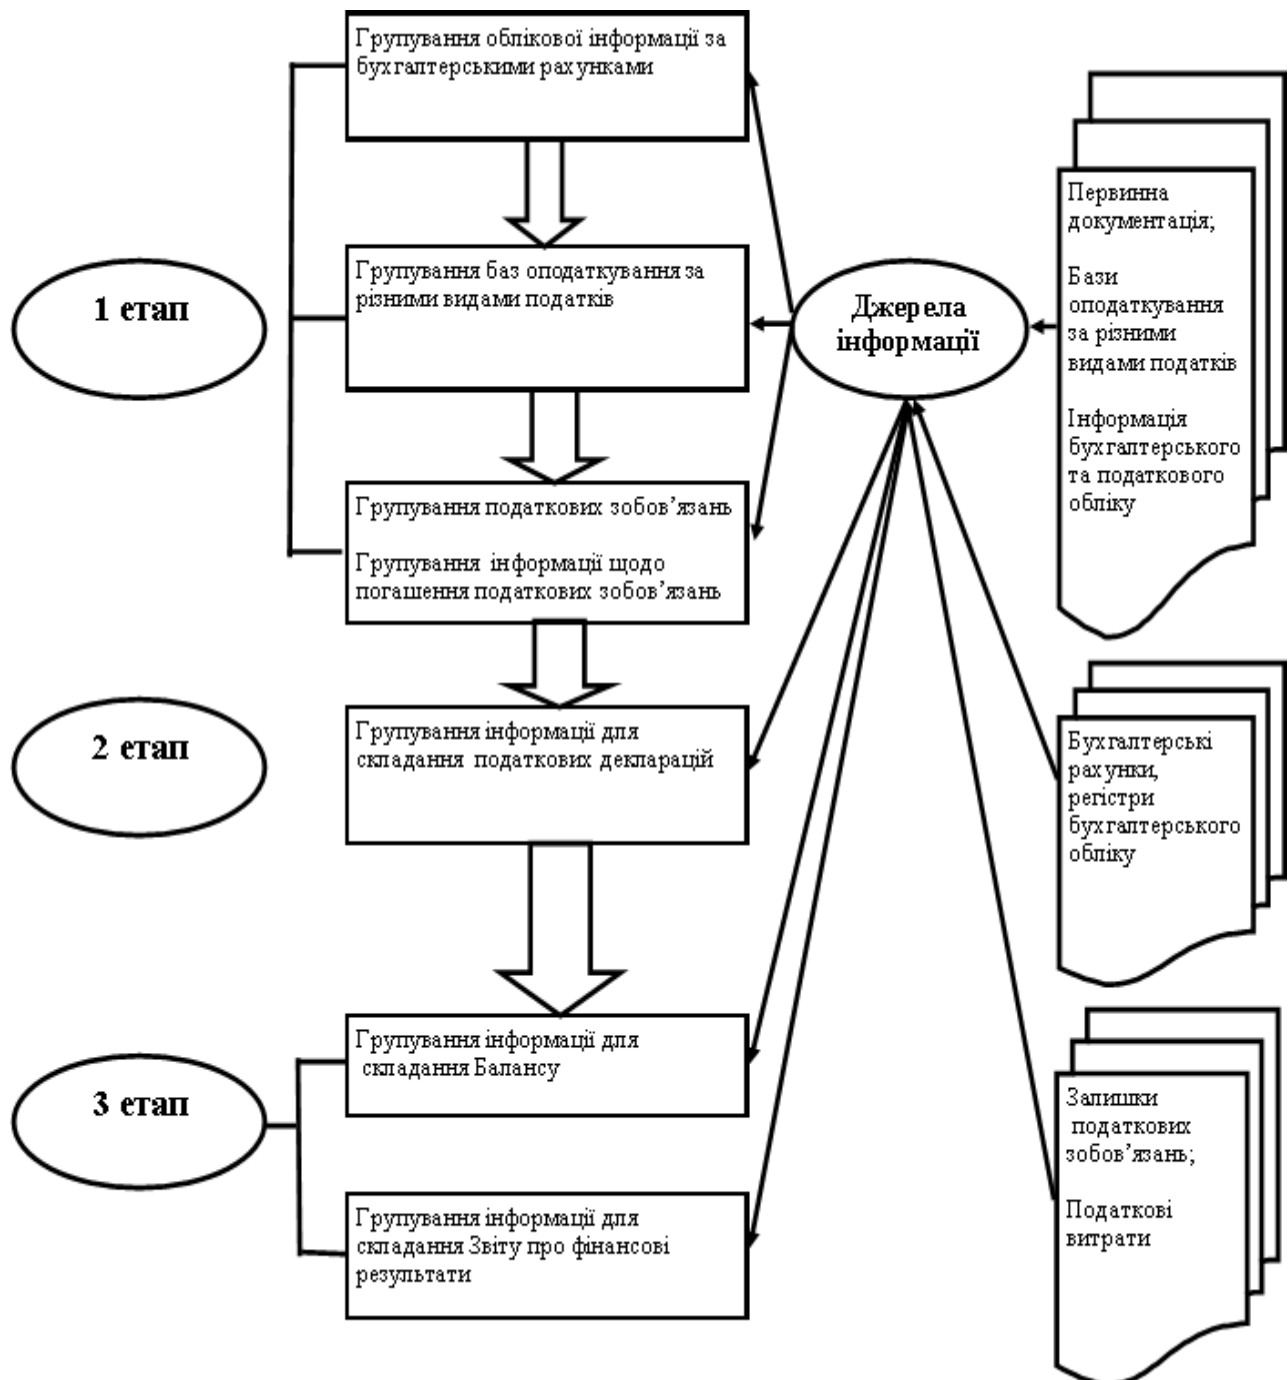 Групування облікової інформації за
бухгалтерськими рахунками
1 етап
Групування баз оподаткування за
різними видами податків
Джерела
інформації
Первинна
документація;
Бази
оподаткування
за різними
видами податків
Інформація
бухгалтерського
та податкового
обліку
Групування податкових зобов’язань
Групування інформації щодо
погашення податкових зобов’язань
2 етап
Групування інформації для
складання податкових декларацій
Бухгалтерські
рахунки,
регістри
бухгалтерського
обліку
3 етап
Групування інформації для
складання Балансу
Групування інформації для
складання Звіту про фінансові
результати
Залишки
податкових
зобов’язань;
Податкові
витрати